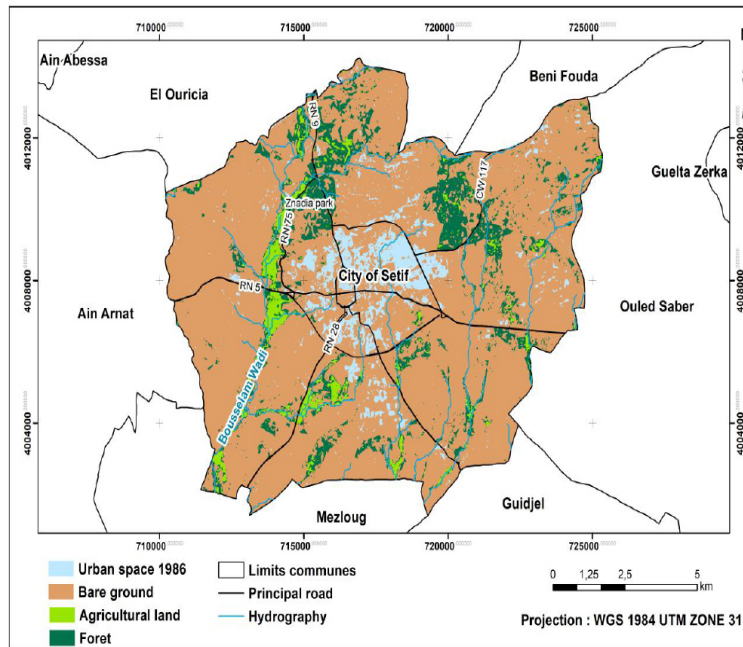 710000 715000 720000 725000
Ain Abessa
Beni Fouda
El Ouricia
RN 9
4012000 4012000
CW 117
Guelta Zerka
Znadia park
RN 75
City of Setif
4008000 4008000
RN 5
Ain Arnat
Ouled Saber
RN 28
Bousselam Wadi
4004000 4004000
Guidjel
Mezloug
710000 715000 720000 725000
Urban space 1986
Bare ground
Agricultural land
Foret
Limits communes
Principal road
Hydrography
0 1,25 2,5 5
km
Projection : WGS 1984 UTM ZONE 31